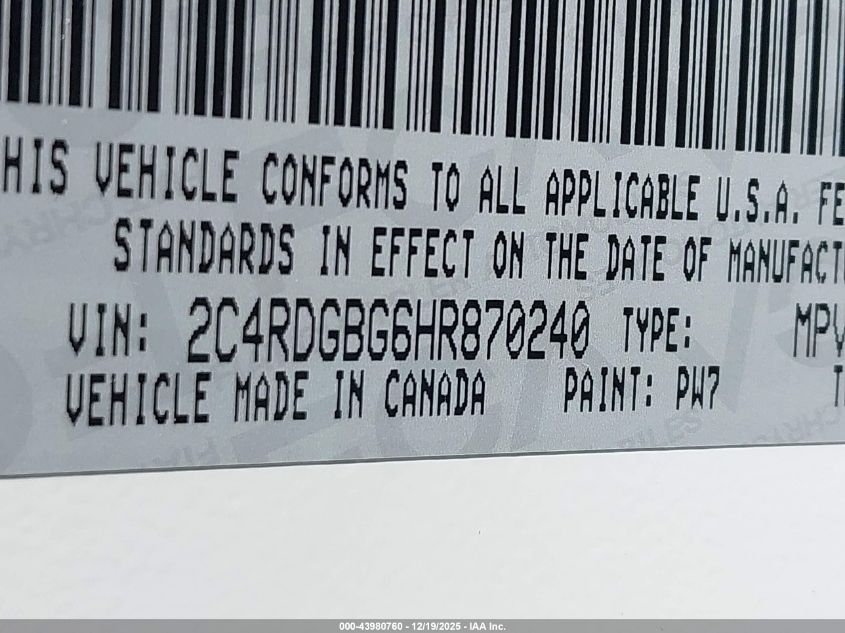 HIS VEHICLE CONFORMS TO ALL APPLICABLE U.S.A. FE
STANDARDS IN EFFECT ON THE DATE OF MANUFACT
VIN: 2C4RDGBG6HR870240 TYPE: MPV
VEHICLE MADE IN CANADA PAINT: PW7 T
000-43980760 - 12/19/2025 - IAA Inc.